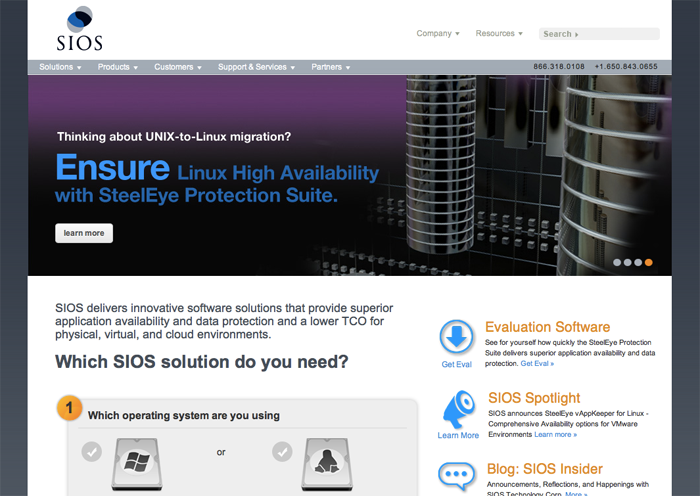 SIOS
Company
Resources
Search
Solutions
Products
Customers
Support & Services
Partners
866.318.0108 +1.650.843.0655
Thinking about UNIX-to-Linux migration?
Ensure Linux High Availability
with SteelEye Protection Suite.
learn more
SIOS delivers innovative software solutions that provide superior
application availability and data protection and a lower TCO for
physical, virtual, and cloud environments.
Which SIOS solution do you need?
1
Which operating system are you using
or
Evaluation Software
See for yourself how quickly the SteelEye Protection
Suite delivers superior application availability and data
protection. Get Eval »
Get Eval
SIOS Spotlight
SIOS announces SteelEye vAppKeeper for Linux -
Comprehensive Availability options for VMware
Environments Learn more »
Learn More
Blog: SIOS Insider
Announcements, Reflections, and Happenings with
SIOS Technology Corp. More »